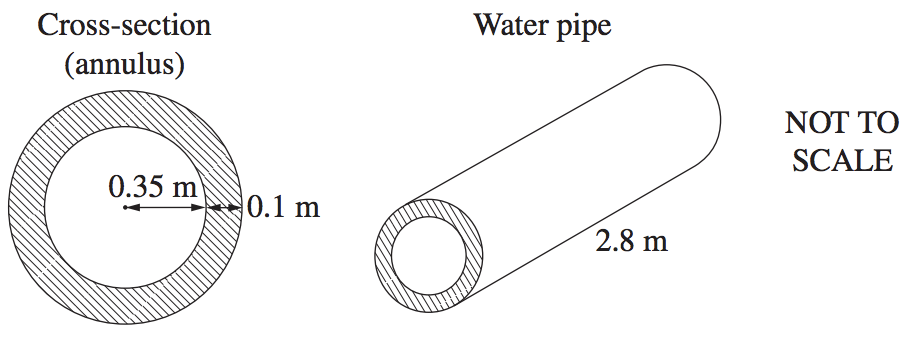 Cross-section
(annulus)
Water pipe
NOT TO
SCALE
0.35 m
0.1 m
2.8 m